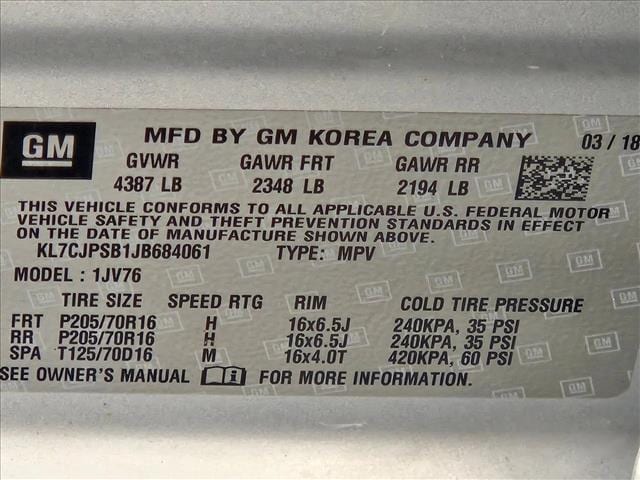 GM MFD BY GM KOREA COMPANY 03 / 18
GVWR GAWR FRT GAWR RR
4387 LB 2348 LB 2194 LB
THIS VEHICLE CONFORMS TO ALL APPLICABLE U.S. FEDERAL MOTOR
VEHICLE SAFETY AND THEFT PREVENTION STANDARDS IN EFFECT
ON THE DATE OF MANUFACTURE SHOWN ABOVE.
KL7CJPSB1JB684061 TYPE: MPV
MODEL : 1JV76
TIRE SIZE SPEED RTG RIM COLD TIRE PRESSURE
FRT P205/70R16 H 16x6.5J 240KPA, 35 PSI
RR P205/70R16 H 16x6.5J 240KPA, 35 PSI
SPA T125/70D16 M 16x4.0T 420KPA, 60 PSI
SEE OWNER'S MANUAL FOR MORE INFORMATION.